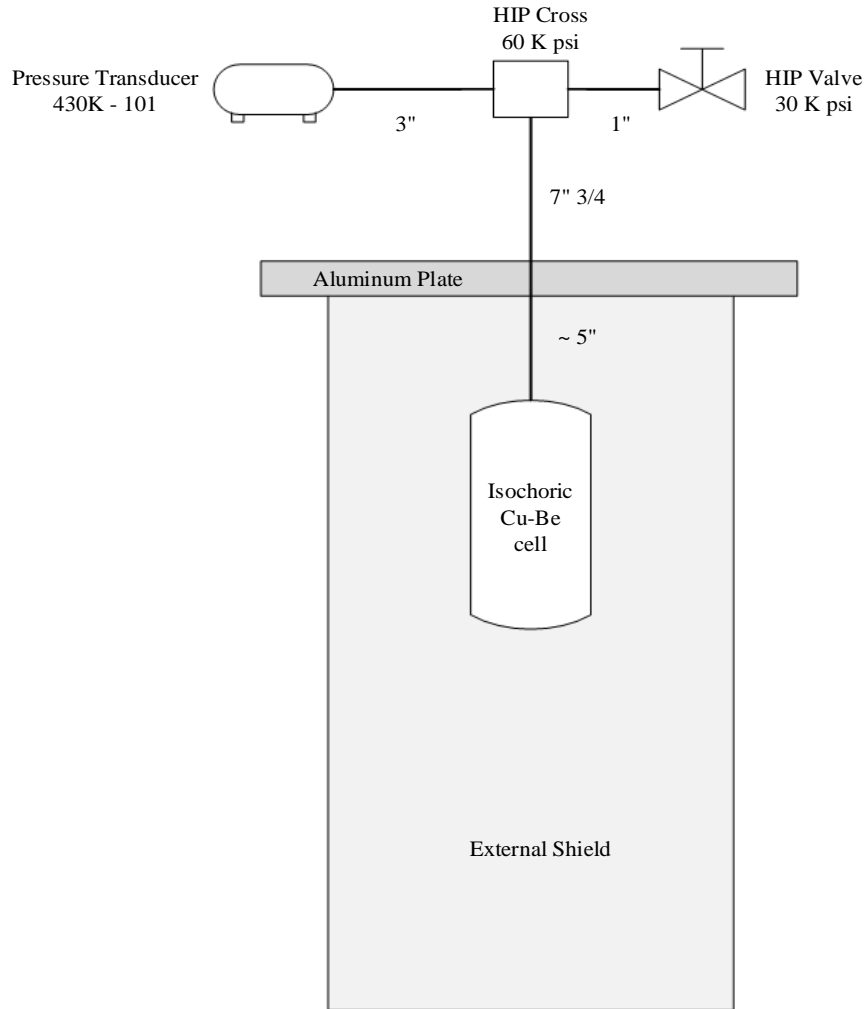 HIP Cross
60 K psi
Pressure Transducer
430K - 101
HIP Valve
30 K psi
3"
1"
7" 3/4
Aluminum Plate
~ 5"
Isochoric
Cu-Be
cell
External Shield